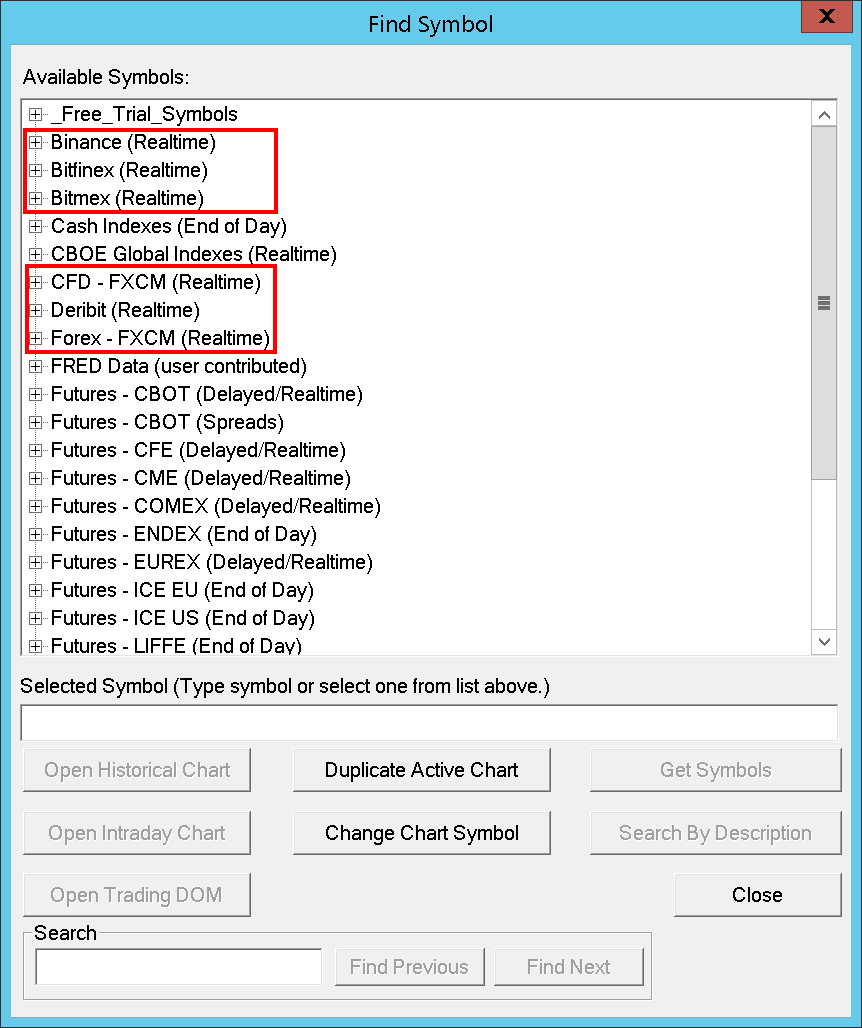 Find Symbol
X
Available Symbols:
_Free_Trial_Symbols
Binance (Realtime)
Bitfinex (Realtime)
Bitmex (Realtime)
Cash Indexes (End of Day)
CBOE Global Indexes (Realtime)
CFD - FXCM (Realtime)
Deribit (Realtime)
Forex - FXCM (Realtime)
FRED Data (user contributed)
Futures - CBOT (Delayed/Realtime)
Futures - CBOT (Spreads)
Futures - CFE (Delayed/Realtime)
Futures - CME (Delayed/Realtime)
Futures - COMEX (Delayed/Realtime)
Futures - ENDEX (End of Day)
Futures - EUREX (Delayed/Realtime)
Futures - ICE EU (End of Day)
Futures - ICE US (End of Day)
Futures - LIFFE (End of Day)
Selected Symbol (Type symbol or select one from list above.)
Open Historical Chart Duplicate Active Chart Get Symbols
Open Intraday Chart Change Chart Symbol Search By Description
Open Trading DOM Close
Search
Find Previous Find Next